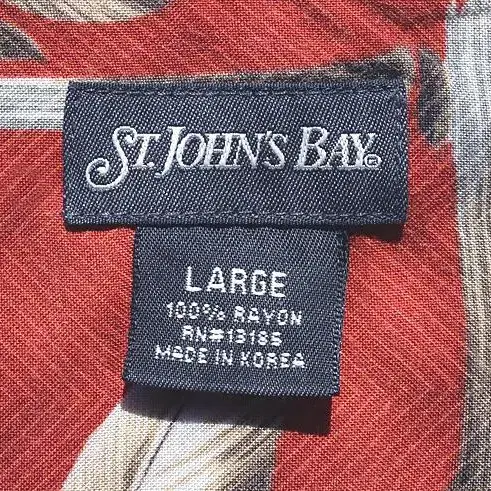 ST. JOHN'S BAY®
LARGE
100% RAYON
RN#13185
MADE IN KOREA